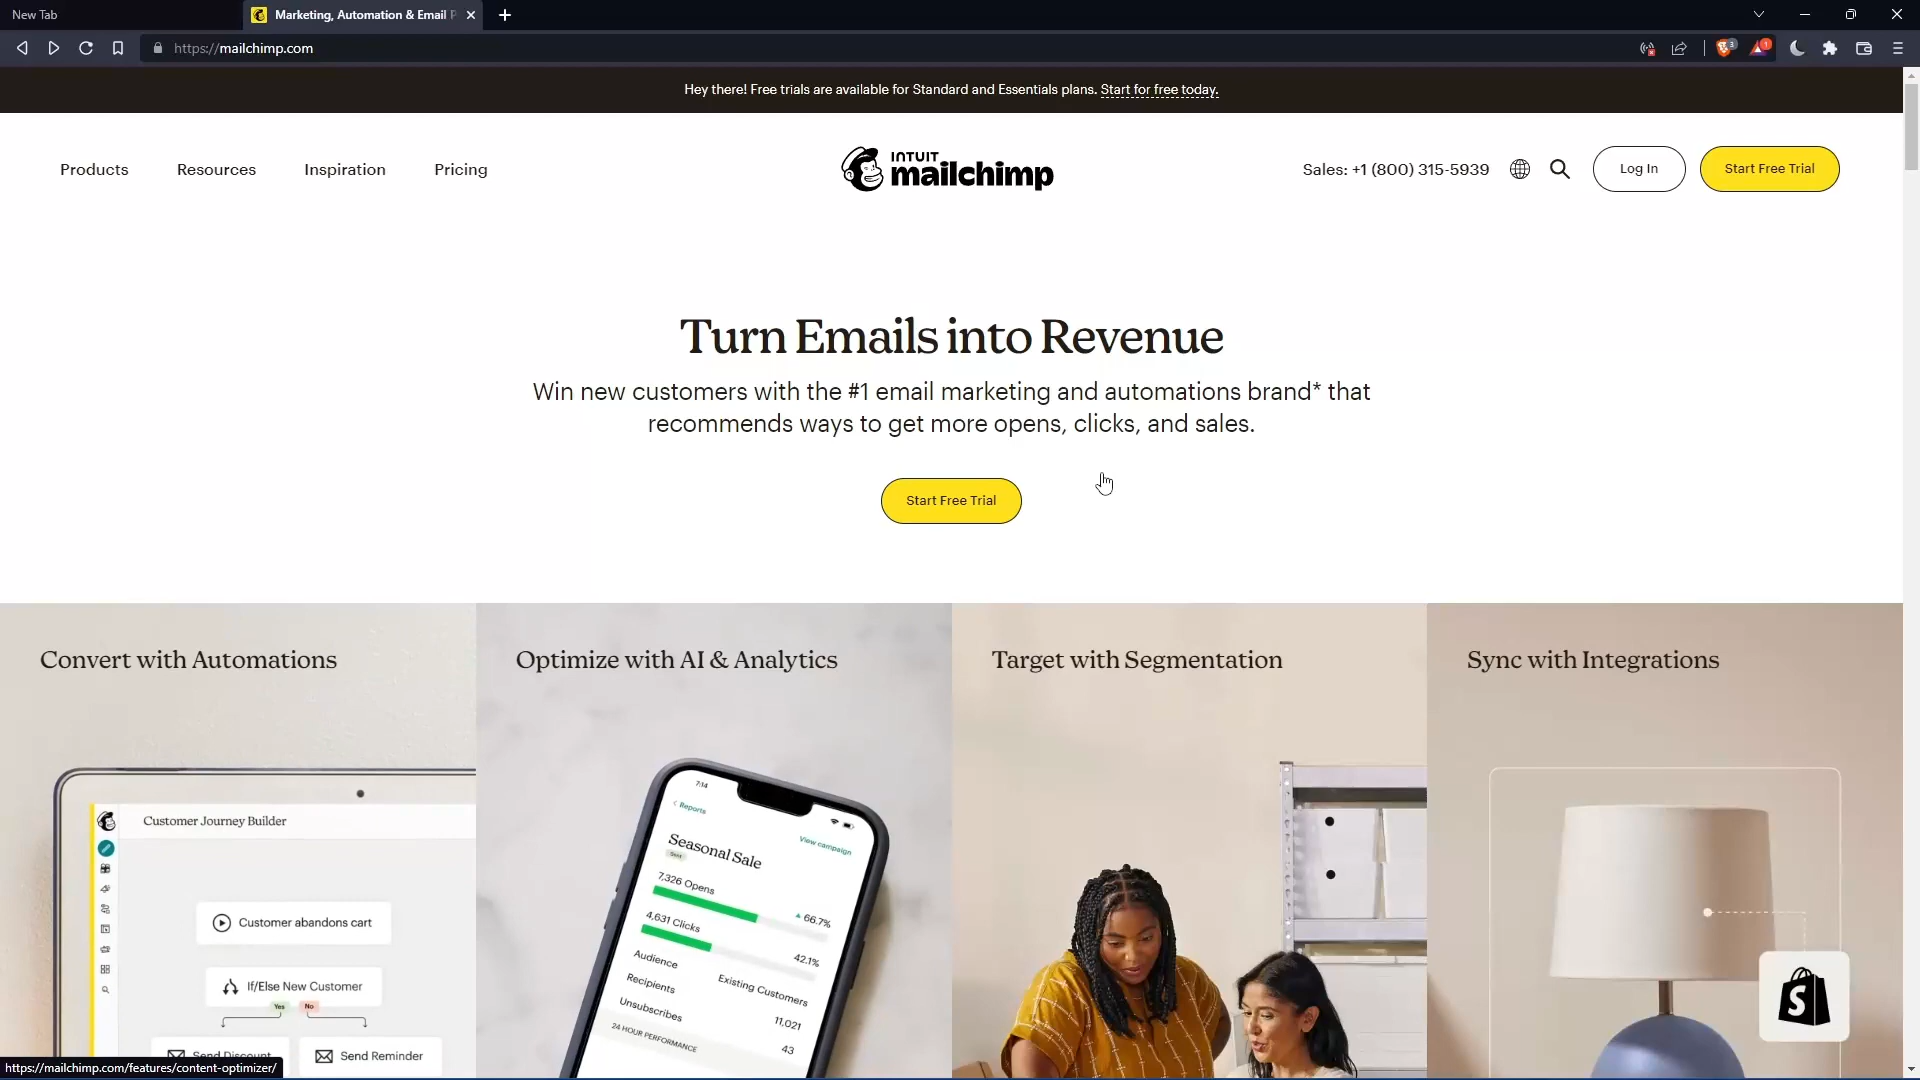 New Tab
Marketing, Automation & Email P
https://mailchimp.com
3
1
Hey there! Free trials are available for Standard and Essentials plans. Start for free today.
Products
Resources
Inspiration
Pricing
INTUIT
mailchimp
Sales: +1 (800) 315-5939
Log In
Start Free Trial
Turn Emails into Revenue
Win new customers with the #1 email marketing and automations brand* that
recommends ways to get more opens, clicks, and sales.
Start Free Trial
Convert with Automations
Customer Journey Builder
Customer abandons cart
If/Else New Customer
Yes
No
Send Discount
Send Reminder
Optimize with AI & Analytics
7:14
Reports
View campaign
Seasonal Sale
Sent
7,326 Opens
66.7%
4,631 Clicks
42.1%
Audience
Existing Customers
Recipients
11,021
Unsubscribes
43
24 HOUR PERFORMANCE
Target with Segmentation
Sync with Integrations
S
https://mailchimp.com/features/content-optimizer/